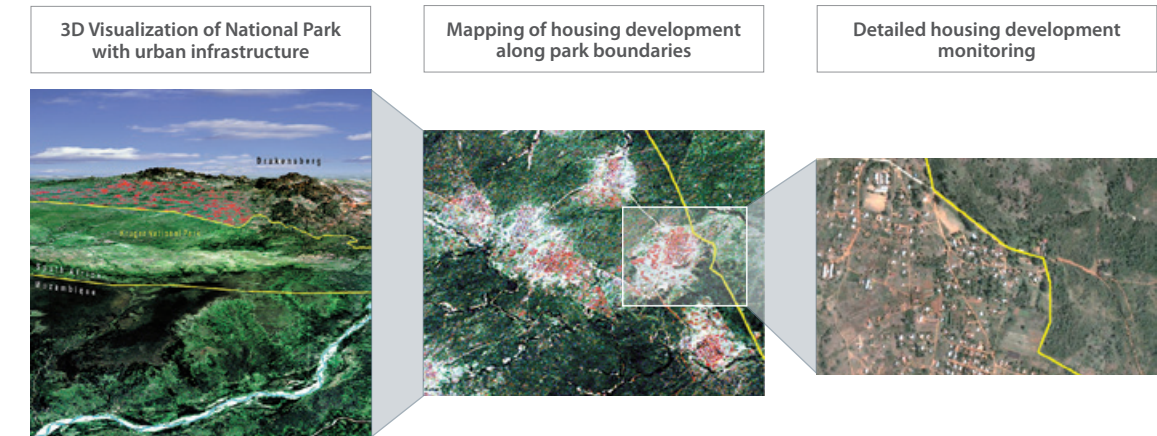 3D Visualization of National Park
with urban infrastructure
Mapping of housing development
along park boundaries
Detailed housing development
monitoring
Drakensberg
Kruger National Park
South Africa
Mozambique